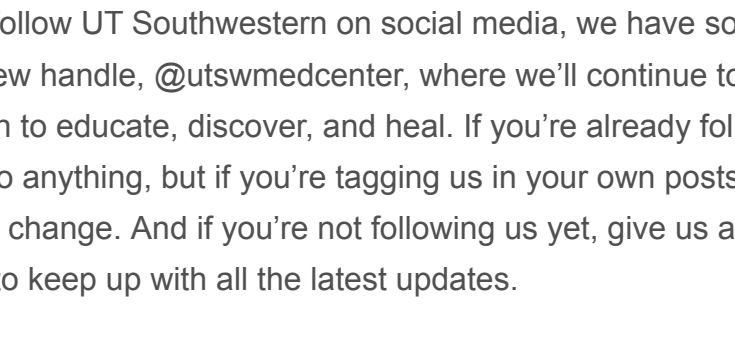 follow UT Southwestern on social media, we have so
ew handle, @utswmedcenter, where we’ll continue to
n to educate, discover, and heal. If you’re already fol
o anything, but if you’re tagging us in your own posts
change. And if you’re not following us yet, give us a
to keep up with all the latest updates.